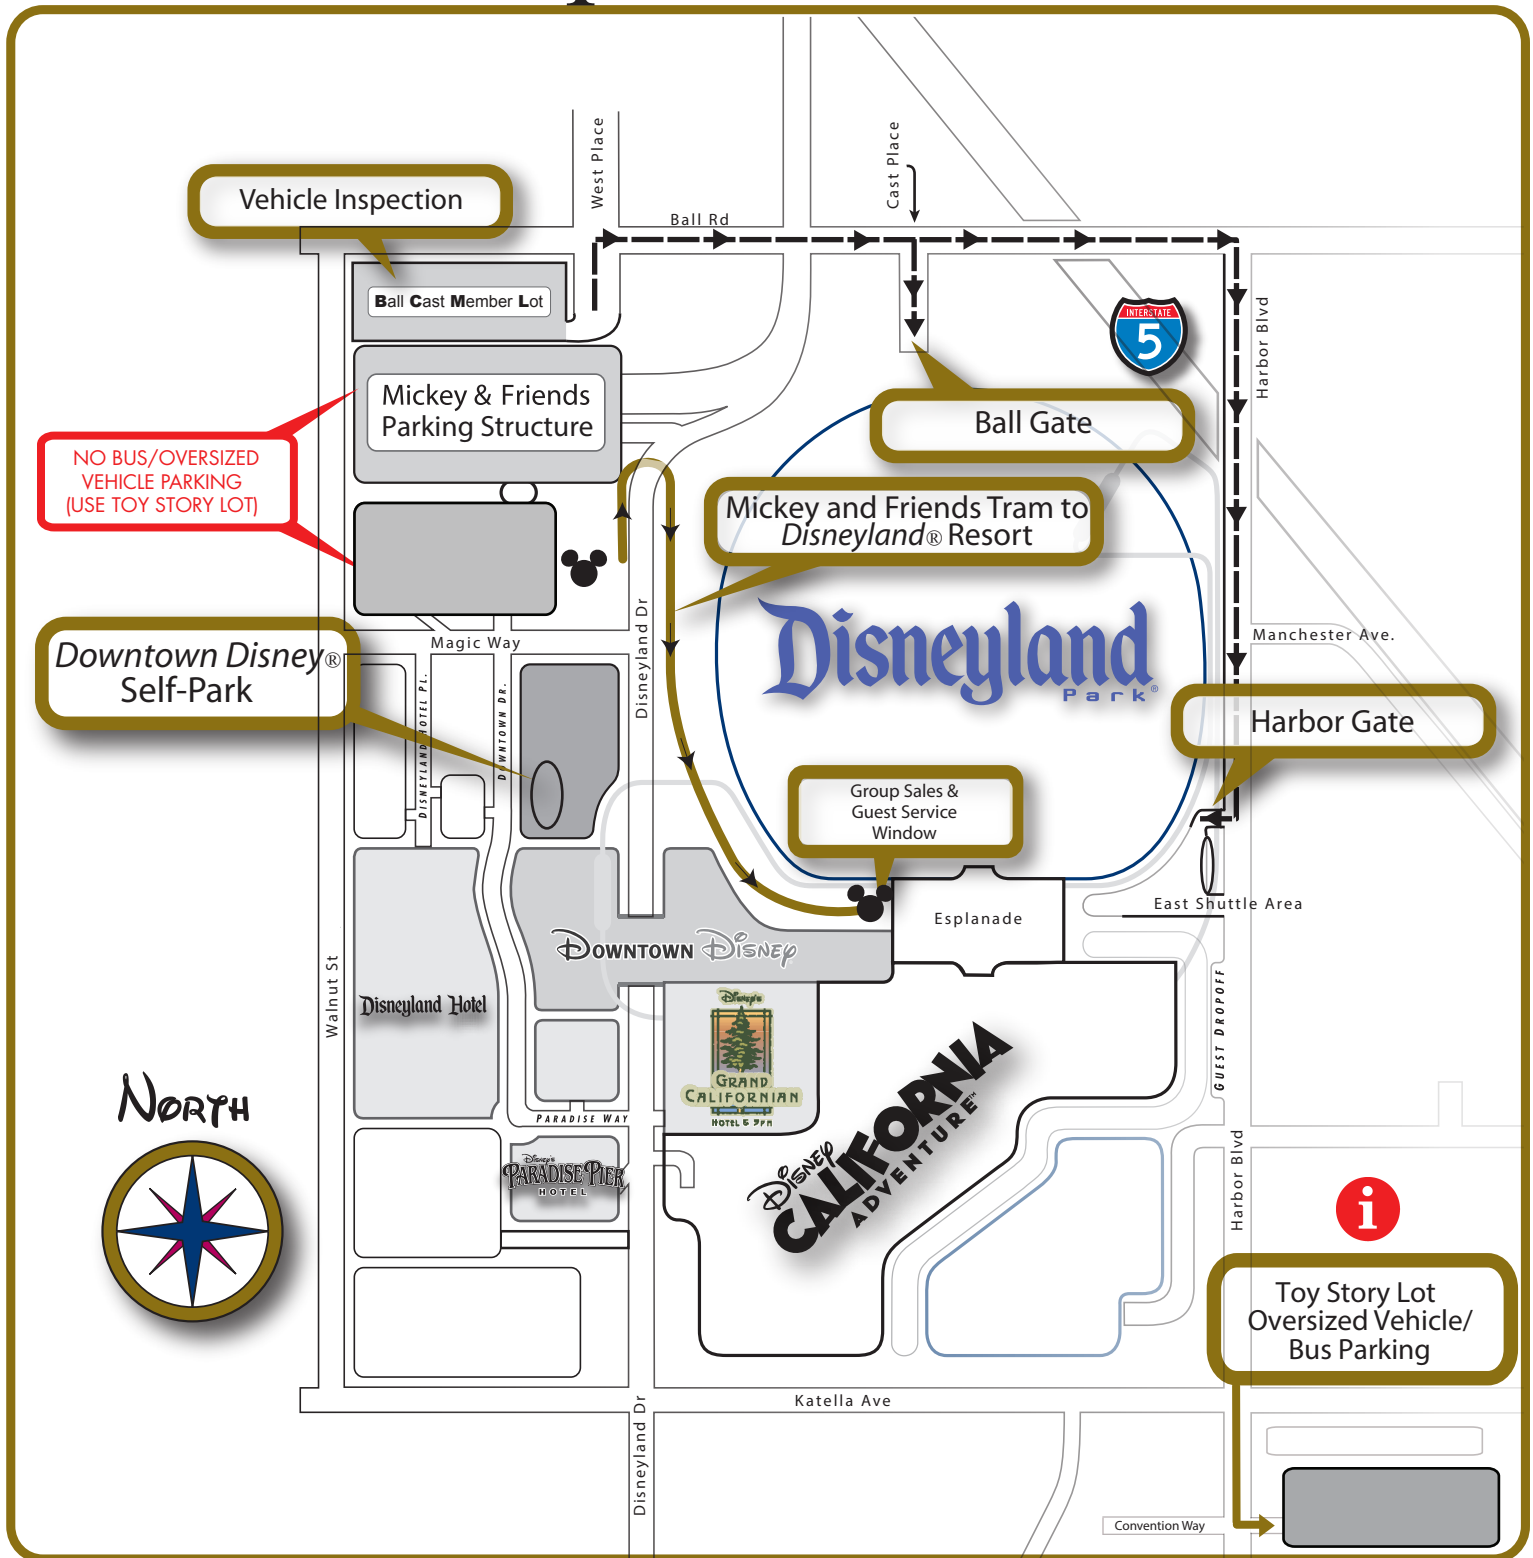 West Place
Cast Place
Vehicle Inspection
Ball Rd
Ball Cast Member Lot
INTERSTATE
5
Harbor Blvd
Mickey & Friends
Parking Structure
Ball Gate
NO BUS/OVERSIZED
VEHICLE PARKING
(USE TOY STORY LOT)
Mickey and Friends Tram to
Disneyland® Resort
Disneyland Dr
Disneyland
Park®
Magic Way
Manchester Ave.
Downtown Disney®
Self-Park
DISNEYLAND HOTEL PL.
DOWNTOWN DR.
Harbor Gate
Group Sales &
Guest Service
Window
East Shuttle Area
Esplanade
DOWNTOWN DISNEY
Walnut St
Disneyland Hotel
DISNEY'S
GRAND
CALIFORNIAN
HOTEL & SPA
GUEST DROPOFF
NORTH
PARADISE WAY
DISNEY'S
PARADISE PIER
HOTEL
DISNEY
CALIFORNIA
ADVENTURE™
Harbor Blvd
i
Toy Story Lot
Oversized Vehicle/
Bus Parking
Katella Ave
Disneyland Dr
Convention Way